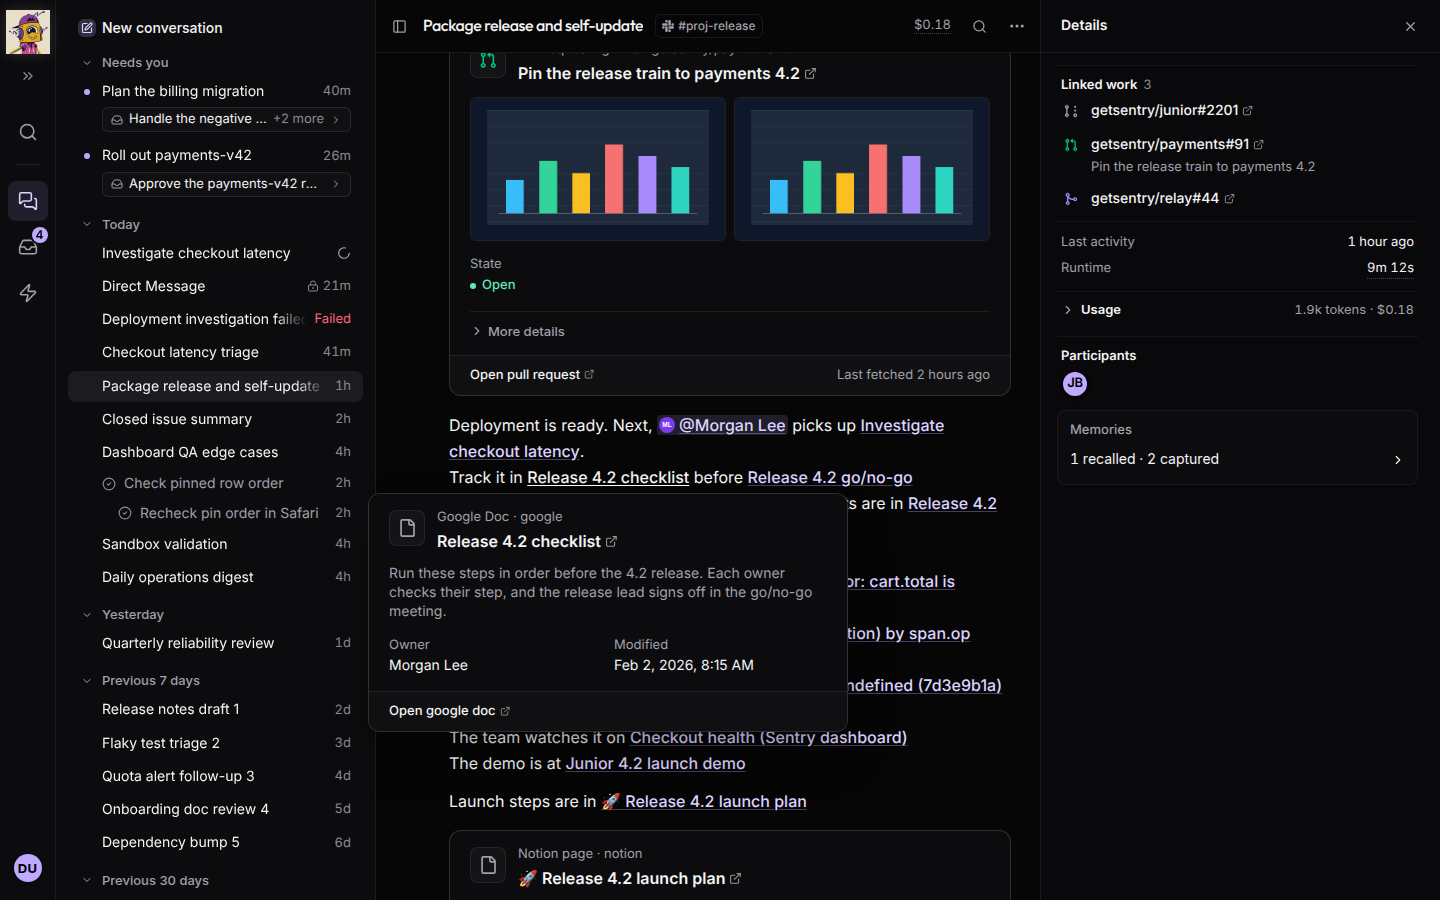 New conversation
Needs you
Plan the billing migration 40m
Handle the negative ... +2 more
Roll out payments-v42 26m
Approve the payments-v42 r...
Today
Investigate checkout latency
Direct Message 21m
Deployment investigation failed Failed
Checkout latency triage 41m
Package release and self-update 1h
Closed issue summary 2h
Dashboard QA edge cases 4h
Check pinned row order 2h
Recheck pin order in Safari 2h
Sandbox validation 4h
Daily operations digest 4h
Yesterday
Quarterly reliability review 1d
Previous 7 days
Release notes draft 1 2d
Flaky test triage 2 3d
Quota alert follow-up 3 4d
Onboarding doc review 4 5d
Dependency bump 5 6d
Previous 30 days
4
DU
Package release and self-update #proj-release $0.18
Pin the release train to payments 4.2
State
Open
More details
Open pull request Last fetched 2 hours ago
Deployment is ready. Next, ML @Morgan Lee picks up Investigate
checkout latency.
Track it in Release 4.2 checklist before Release 4.2 go/no-go
s are in Release 4.2
Google Doc · google
Release 4.2 checklist
Run these steps in order before the 4.2 release. Each owner
checks their step, and the release lead signs off in the go/no-go
meeting.
Owner Modified
Morgan Lee Feb 2, 2026, 8:15 AM
Open google doc
or: cart.total is
tion) by span.op
ndefined (7d3e9b1a)
The team watches it on Checkout health (Sentry dashboard)
The demo is at Junior 4.2 launch demo
Launch steps are in 🚀 Release 4.2 launch plan
Notion page · notion
🚀 Release 4.2 launch plan
Details
Linked work 3
getsentry/junior#2201
getsentry/payments#91
Pin the release train to payments 4.2
getsentry/relay#44
Last activity 1 hour ago
Runtime 9m 12s
Usage 1.9k tokens · $0.18
Participants
JB
Memories
1 recalled · 2 captured